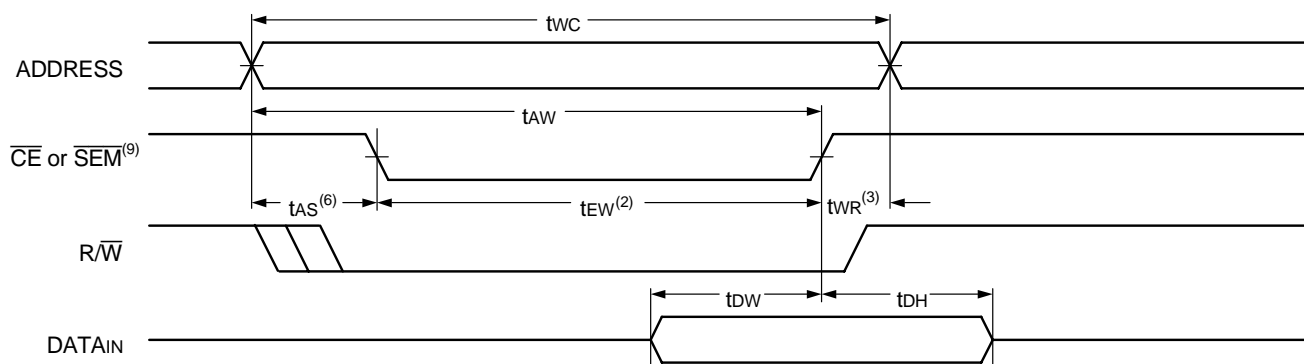 tWC
ADDRESS
tAW
CE or SEM(9)
tAS(6) tEW(2) tWR(3)
R/W
tDW tDH
DATAIN